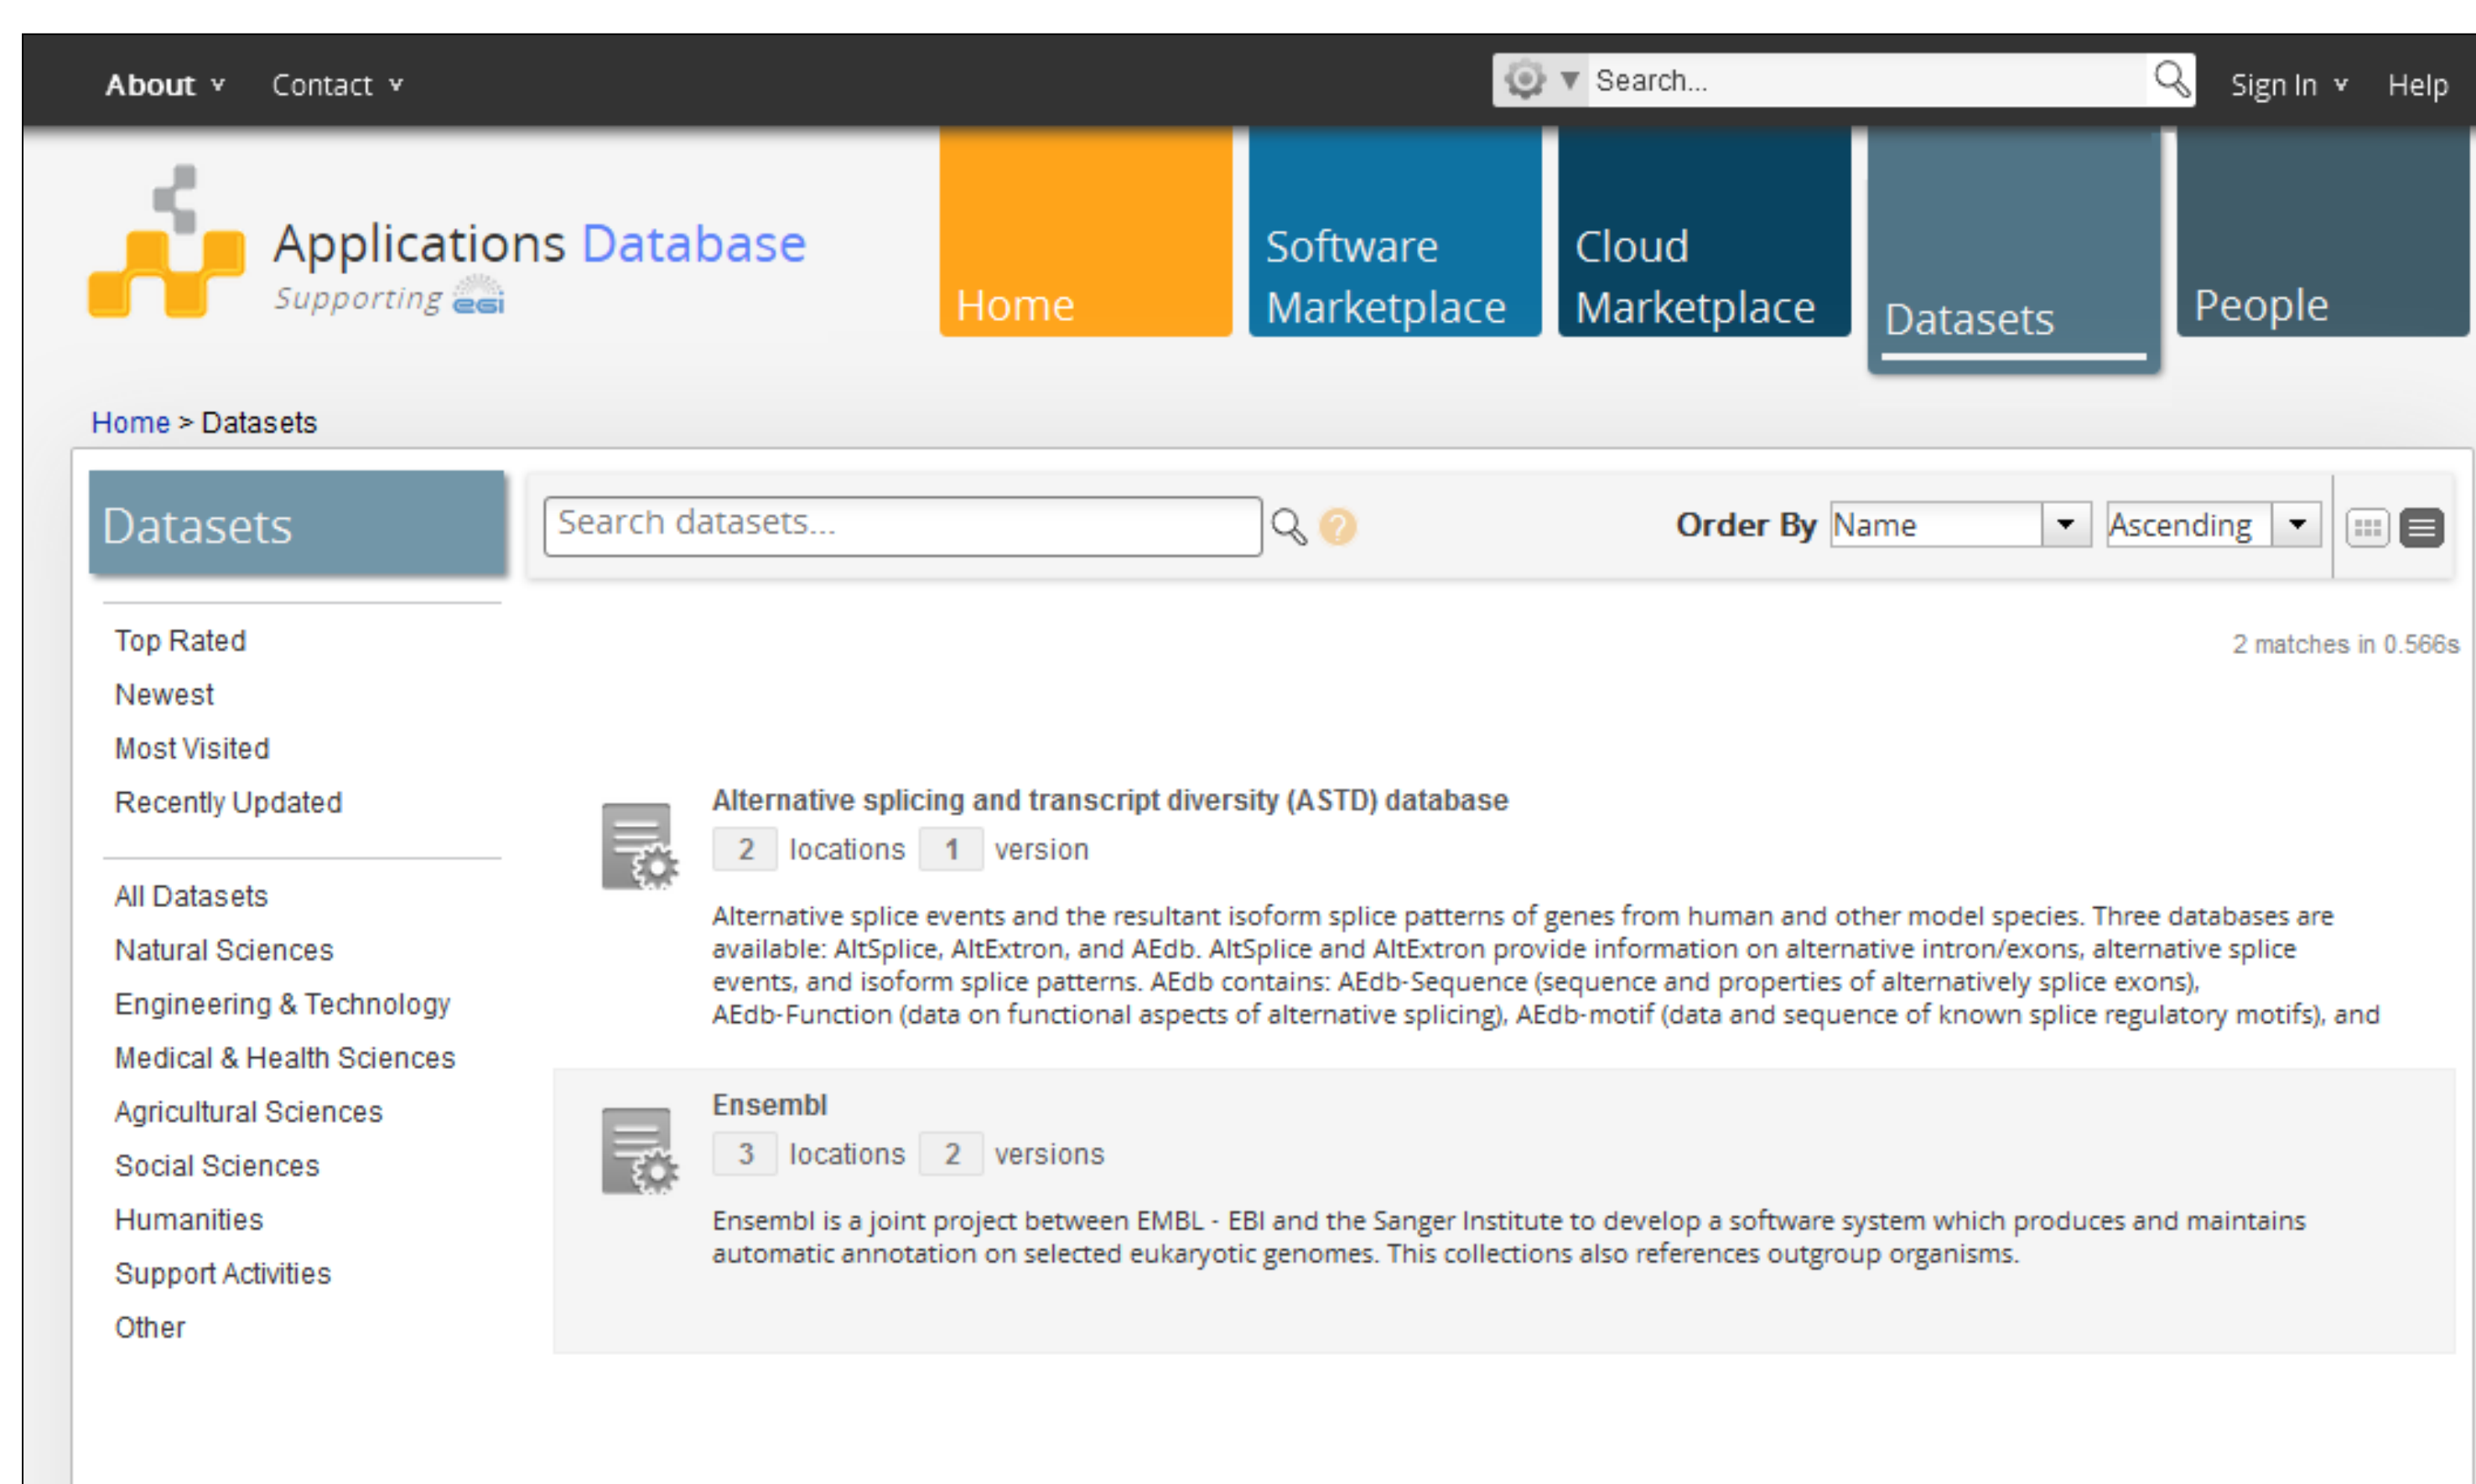 About Contact Search... Sign In Help
Applications Database
Supporting egi
Home
Software
Marketplace
Cloud
Marketplace
Datasets
People
Home > Datasets
Datasets
Search datasets...
Order By Name Ascending
Top Rated
Newest
Most Visited
Recently Updated
All Datasets
Natural Sciences
Engineering & Technology
Medical & Health Sciences
Agricultural Sciences
Social Sciences
Humanities
Support Activities
Other
2 matches in 0.566s
Alternative splicing and transcript diversity (ASTD) database
2 locations 1 version
Alternative splice events and the resultant isoform splice patterns of genes from human and other model species. Three databases are
available: AltSplice, AltExtron, and AEdb. AltSplice and AltExtron provide information on alternative intron/exons, alternative splice
events, and isoform splice patterns. AEdb contains: AEdb-Sequence (sequence and properties of alternatively splice exons),
AEdb-Function (data on functional aspects of alternative splicing), AEdb-motif (data and sequence of known splice regulatory motifs), and
Ensembl
3 locations 2 versions
Ensembl is a joint project between EMBL - EBI and the Sanger Institute to develop a software system which produces and maintains
automatic annotation on selected eukaryotic genomes. This collections also references outgroup organisms.